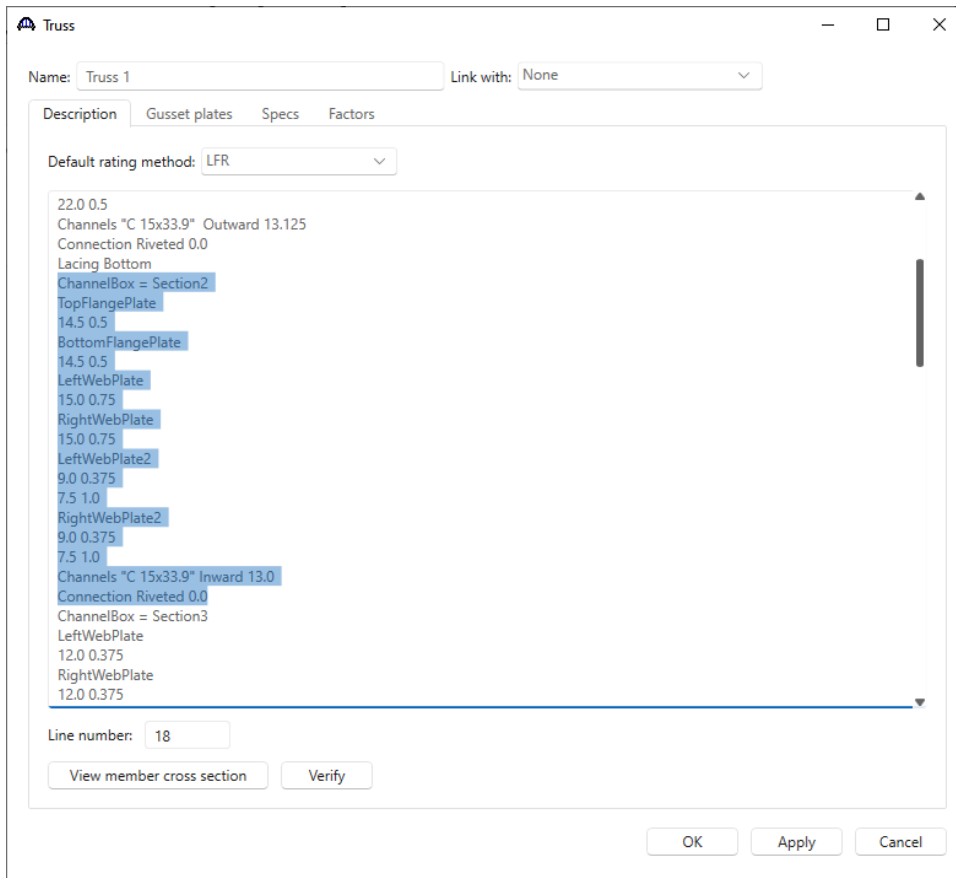 Truss
Name: Truss 1 Link with: None
Description Gusset plates Specs Factors
Default rating method: LFR
22.0 0.5
Channels "C 15x33.9"  Outward 13.125
Connection Riveted 0.0
Lacing Bottom
ChannelBox = Section2
TopFlangePlate
14.5 0.5
BottomFlangePlate
14.5 0.5
LeftWebPlate
15.0 0.75
RightWebPlate
15.0 0.75
LeftWebPlate2
9.0 0.375
7.5 1.0
RightWebPlate2
9.0 0.375
7.5 1.0
Channels "C 15x33.9" Inward 13.0
Connection Riveted 0.0
ChannelBox = Section3
LeftWebPlate
12.0 0.375
RightWebPlate
12.0 0.375
Line number: 18
View member cross section Verify
OK Apply Cancel